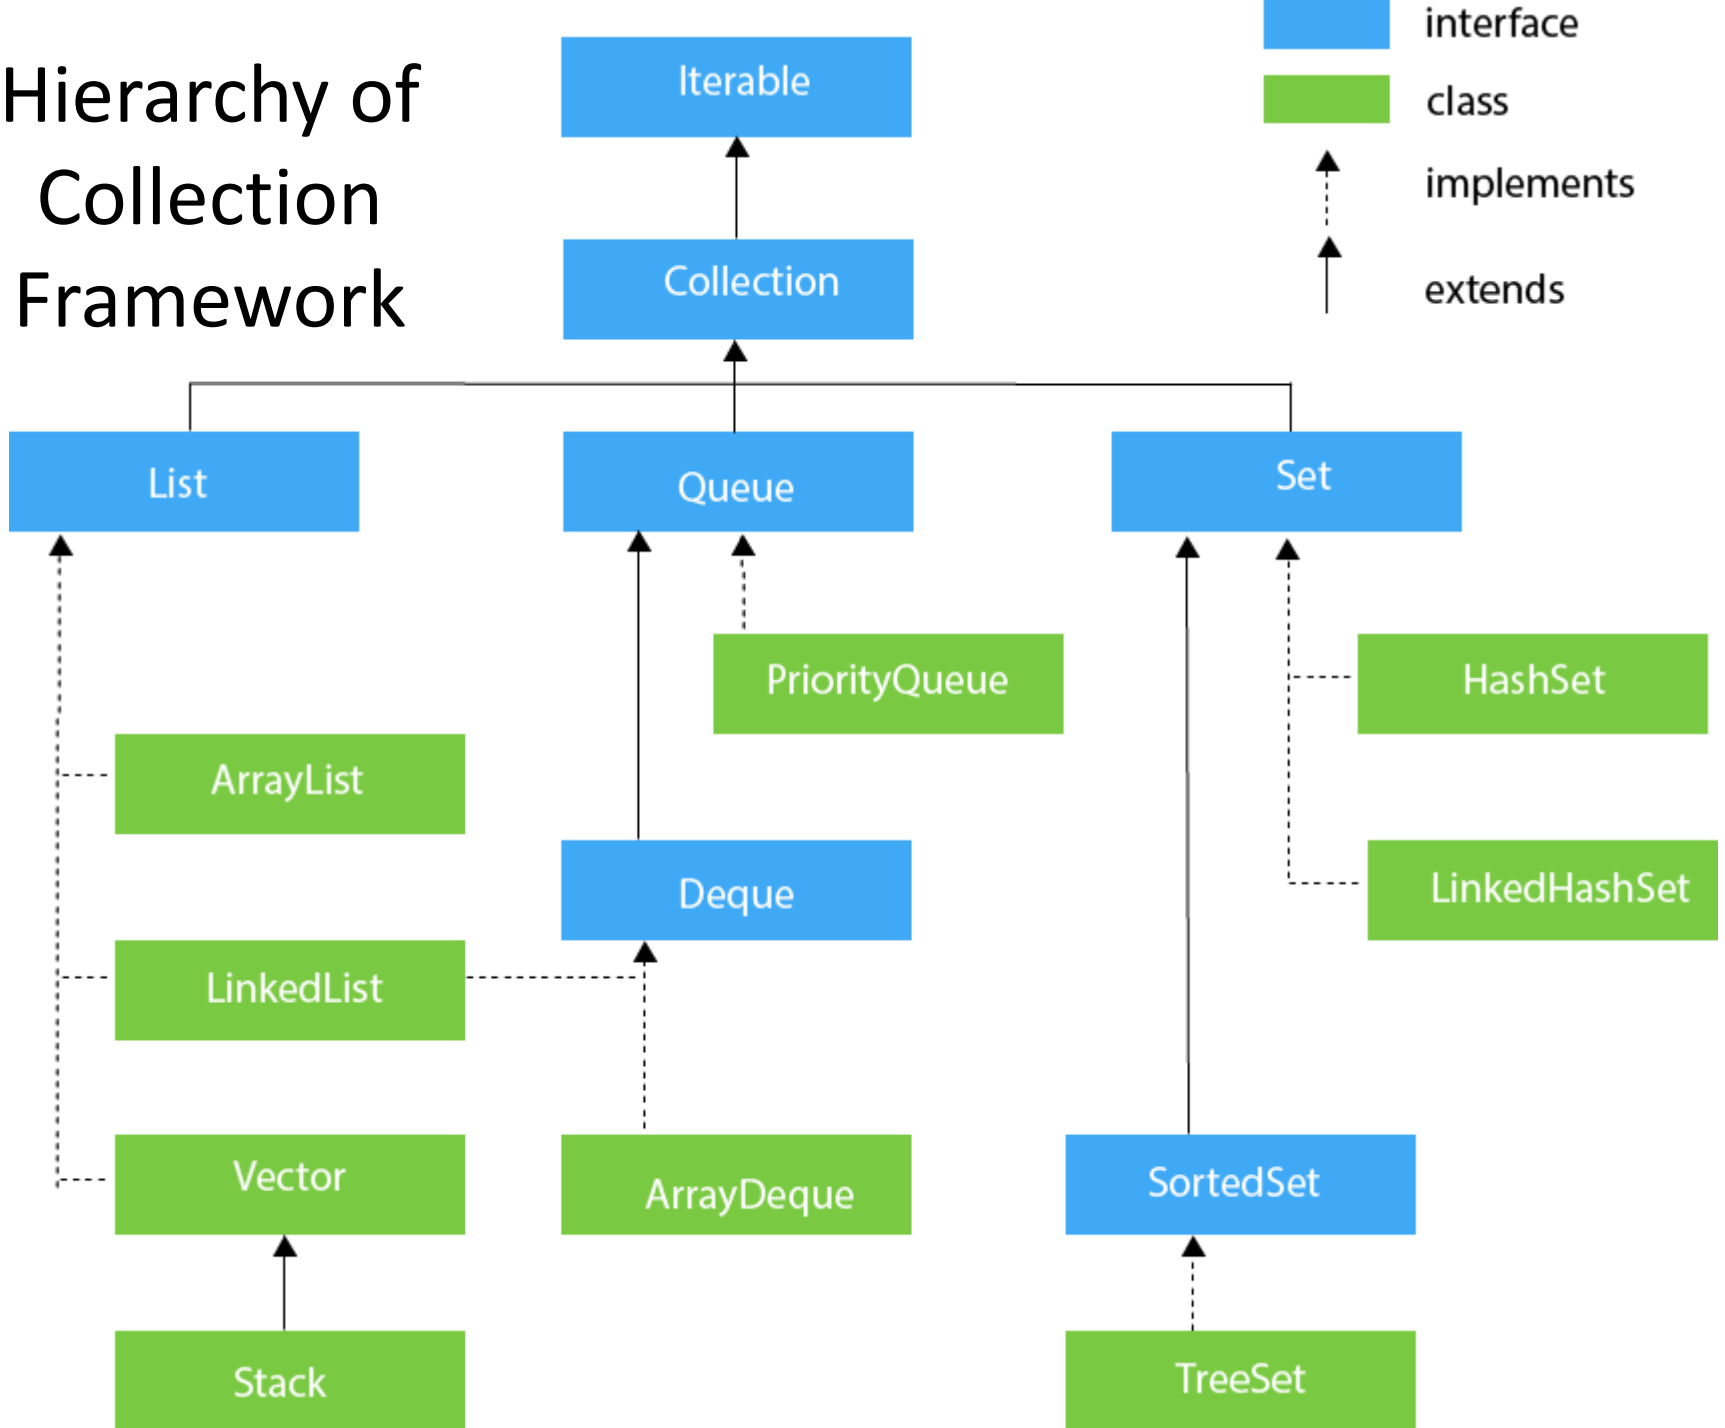 Hierarchy of
Collection
Framework
interface
class
implements
extends
Iterable
Collection
List
Queue
Set
PriorityQueue
HashSet
ArrayList
Deque
LinkedHashSet
LinkedList
Vector
ArrayDeque
SortedSet
Stack
TreeSet